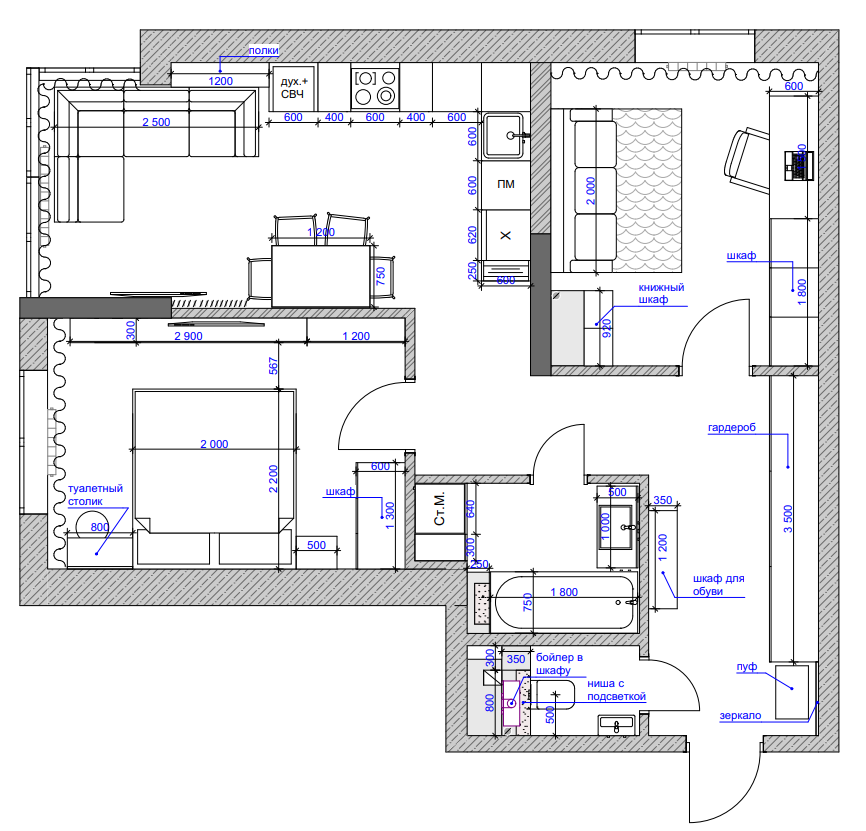 полки
1200
дух.+
СВЧ
600
2 500
600
400
600
400
600
600
600
ПМ
2 000
1 200
620
Х
шкаф
750
250
600
1 800
книжный
шкаф
920
300
2 900
1 200
567
гардероб
2 000
600
2 200
туалетный
столик
шкаф
Ст.М.
640
500
350
800
1 300
1 000
3 500
500
300
1 200
250
750
1 800
шкаф для
обуви
300
350
бойлер в
шкафу
пуф
ниша с
подсветкой
800
500
зеркало